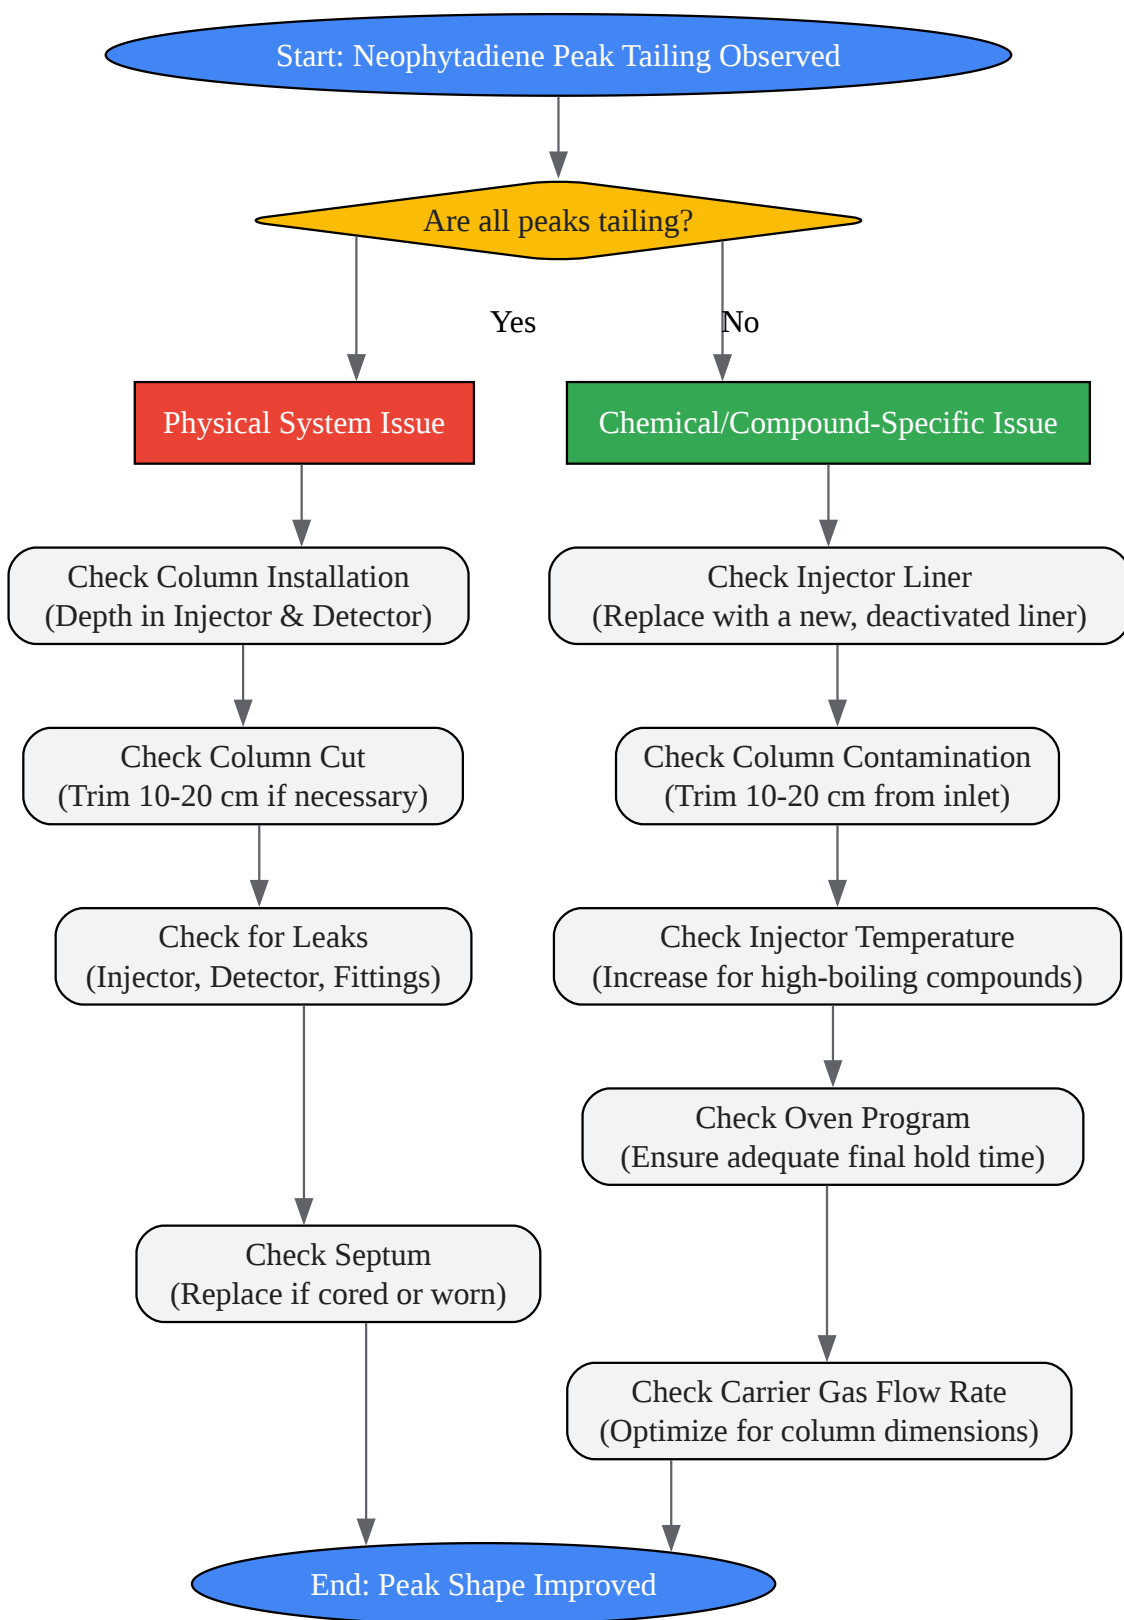 Start: Neophytadiene Peak Tailing Observed
Are all peaks tailing?
Yes
No
Physical System Issue
Chemical/Compound-Specific Issue
Check Column Installation
(Depth in Injector & Detector)
Check Injector Liner
(Replace with a new, deactivated liner)
Check Column Cut
(Trim 10-20 cm if necessary)
Check Column Contamination
(Trim 10-20 cm from inlet)
Check for Leaks
(Injector, Detector, Fittings)
Check Injector Temperature
(Increase for high-boiling compounds)
Check Oven Program
(Ensure adequate final hold time)
Check Septum
(Replace if cored or worn)
Check Carrier Gas Flow Rate
(Optimize for column dimensions)
End: Peak Shape Improved